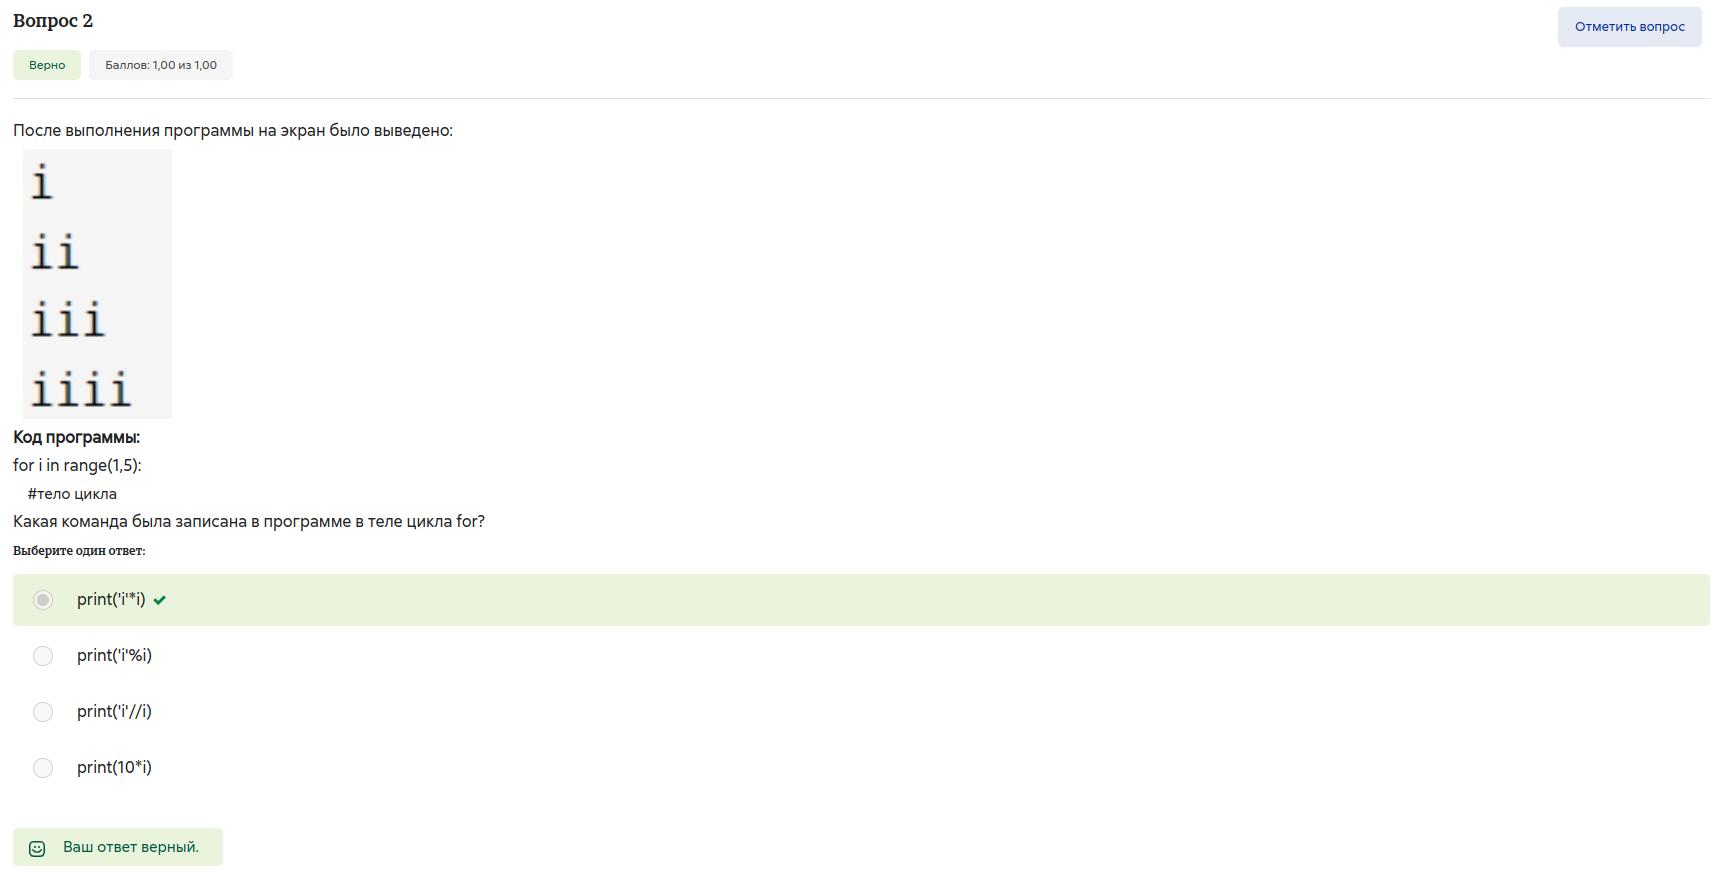 Вопрос 2
Отметить вопрос
Верно
Баллов: 1,00 из 1,00
После выполнения программы на экран было выведено:
i
ii
iii
iiii
Код программы:
for i in range(1,5):
#тело цикла
Какая команда была записана в программе в теле цикла for?
Выберите один ответ:
print('i'*i)
print('i'%i)
print('i'//i)
print(10*i)
Ваш ответ верный.